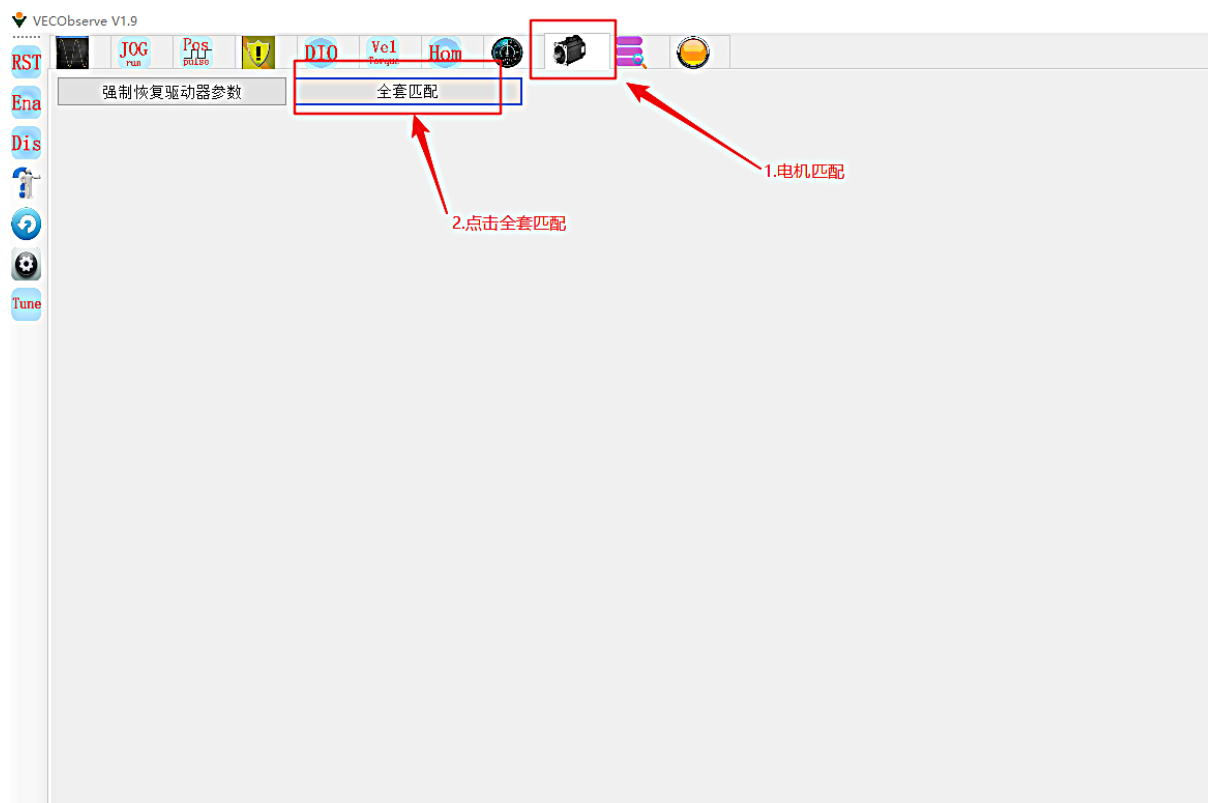 VECObserve V1.9
RST
JOG
run
Pos
pulse
DIO
Vel
Torque
Hom
Ena
强制恢复驱动器参数
全套匹配
Dis
1.电机匹配
2.点击全套匹配
Tune